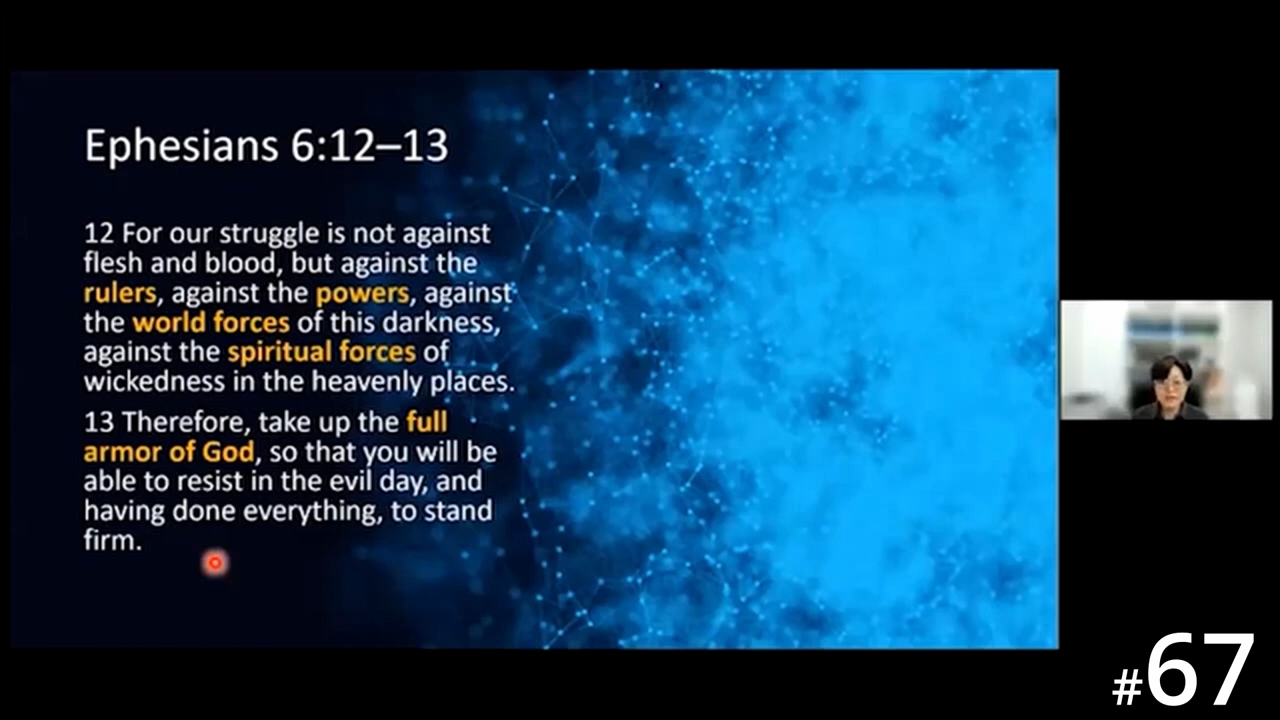 Ephesians 6:12–13
12 For our struggle is not against
flesh and blood, but against the
rulers, against the powers, against
the world forces of this darkness,
against the spiritual forces of
wickedness in the heavenly places.
13 Therefore, take up the full
armor of God, so that you will be
able to resist in the evil day, and
having done everything, to stand
firm.
#67